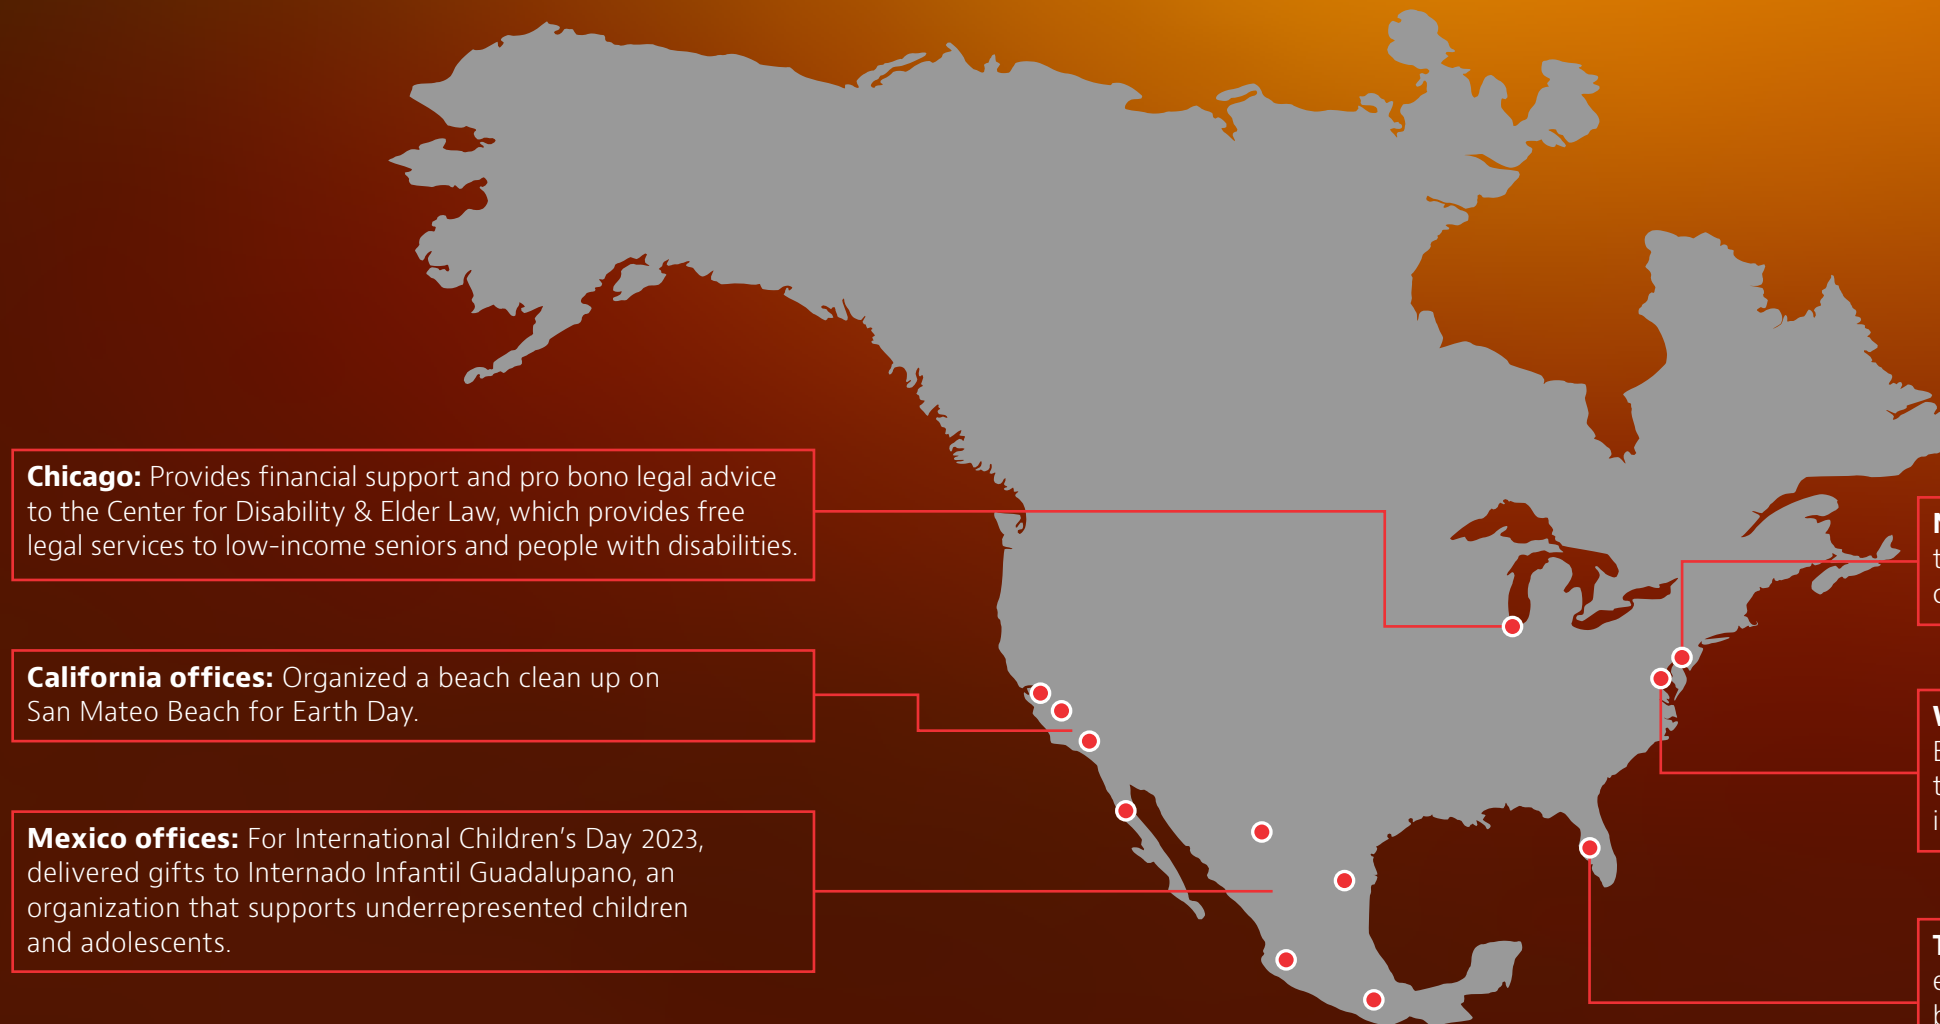 Chicago: Provides financial support and pro bono legal advice
to the Center for Disability & Elder Law, which provides free
legal services to low-income seniors and people with disabilities.
California offices: Organized a beach clean up on
San Mateo Beach for Earth Day.
Mexico offices: For International Children’s Day 2023,
delivered gifts to Internado Infantil Guadalupano, an
organization that supports underrepresented children
and adolescents.